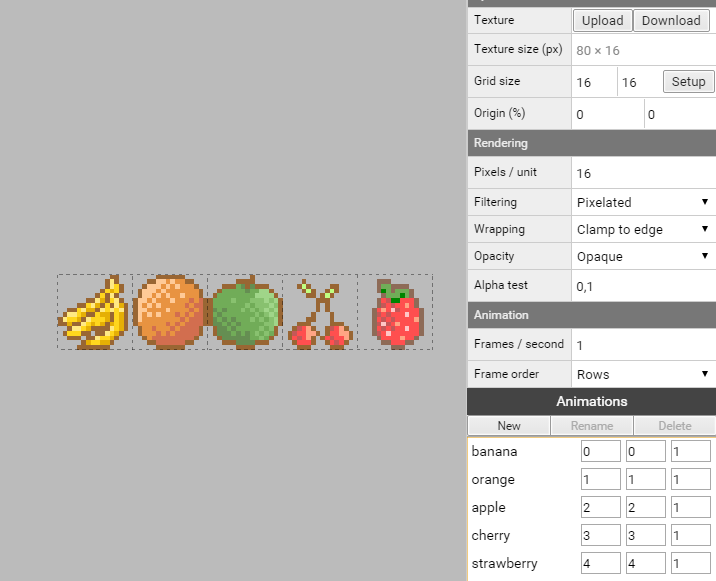 Texture Upload Download
Texture size (px) 80 × 16
Grid size 16 16 Setup
Origin (%) 0 0
Rendering
Pixels / unit 16
Filtering Pixelated
Wrapping Clamp to edge
Opacity Opaque
Alpha test 0,1
Animation
Frames / second 1
Frame order Rows
Animations
New Rename Delete
banana 0 0 1
orange 1 1 1
apple 2 2 1
cherry 3 3 1
strawberry 4 4 1